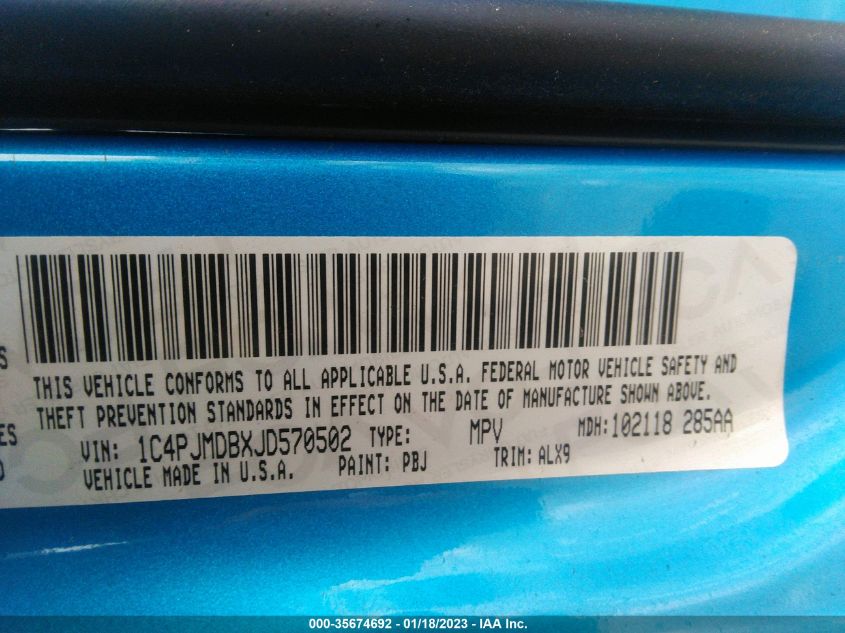 S
THIS VEHICLE CONFORMS TO ALL APPLICABLE U.S.A. FEDERAL MOTOR VEHICLE SAFETY AND
THEFT PREVENTION STANDARDS IN EFFECT ON THE DATE OF MANUFACTURE SHOWN ABOVE.
ES
VIN: 1C4PJMDBXJD570502 TYPE: MPV MDH: 102118 285AA
VEHICLE MADE IN U.S.A. PAINT: PBJ TRIM: ALX9
000-35674692 - 01/18/2023 - IAA Inc.